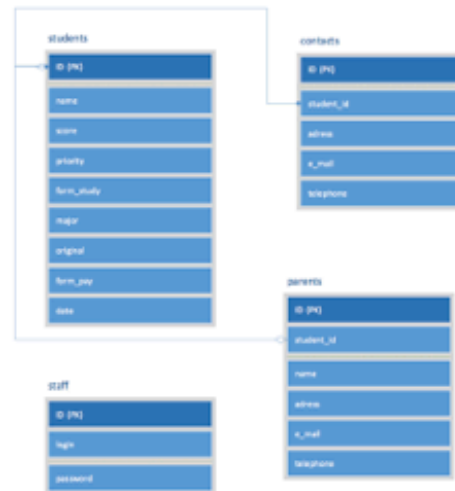 students
ID (PK)
name
score
priority
form_study
major
original
form_pay
date
contacts
ID (PK)
student_id
adress
e_mail
telephone
parents
ID (PK)
student_id
name
adress
e_mail
telephone
staff
ID (PK)
login
password